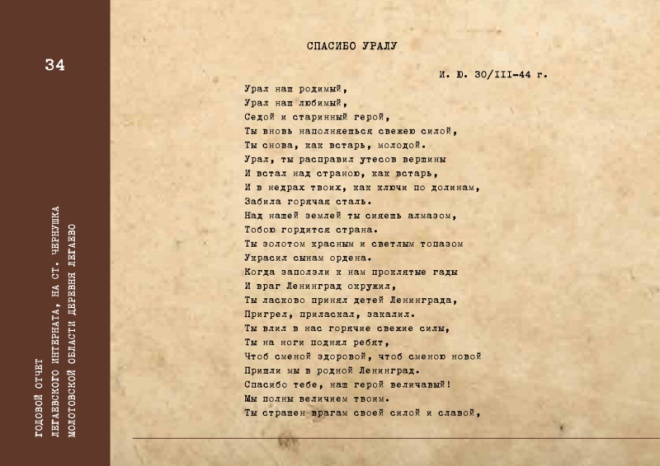 34
ГОДОВОЙ ОТЧЕТ
ЛЕГАЕВСКОГО ИНТЕРНАТА, НА СТ. ЧЕРНУШКА
МОЛОТОВСКОЙ ОБЛАСТИ ДЕРЕВНЯ ЛЕГАЕВО
СПАСИБО УРАЛУ
И. Ю. 30/III-44 г.
Урал наш родимый,
Урал наш любимый,
Седой и старинный герой,
Ты вновь наполняешься свежею силой,
Ты снова, как встарь, молодой.
Урал, ты расправил утесов вершины
И встал над страною, как встарь,
И в недрах твоих, как ключи по долинам,
Забила горячая сталь.
Над нашей землей ты сияешь алмазом,
Тобою гордится страна.
Ты золотом красным и светлым топазом
Украсил сынам ордена.
Когда заползли к нам проклятые гады
И враг Ленинград окружил,
Ты ласково принял детей Ленинграда,
Пригрел, приласкал, закалил.
Ты влил в нас горячие свежие силы,
Ты на ноги поднял ребят,
Чтоб сменой здоровой, чтоб сменою новой
Пришли мы в родной Ленинград.
Спасибо тебе, наш герой величавый!
Мы полны величием твоим.
Ты страшен врагам своей силой и славой,